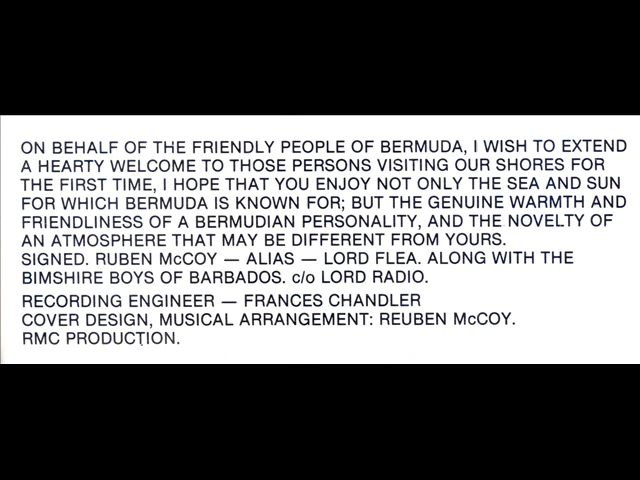 ON BEHALF OF THE FRIENDLY PEOPLE OF BERMUDA, I WISH TO EXTEND
A HEARTY WELCOME TO THOSE PERSONS VISITING OUR SHORES FOR
THE FIRST TIME, I HOPE THAT YOU ENJOY NOT ONLY THE SEA AND SUN
FOR WHICH BERMUDA IS KNOWN FOR; BUT THE GENUINE WARMTH AND
FRIENDLINESS OF A BERMUDIAN PERSONALITY, AND THE NOVELTY OF
AN ATMOSPHERE THAT MAY BE DIFFERENT FROM YOURS.
SIGNED. RUBEN McCOY — ALIAS — LORD FLEA. ALONG WITH THE
BIMSHIRE BOYS OF BARBADOS. c/o LORD RADIO.
RECORDING ENGINEER — FRANCES CHANDLER
COVER DESIGN, MUSICAL ARRANGEMENT: REUBEN McCOY.
RMC PRODUCTION.